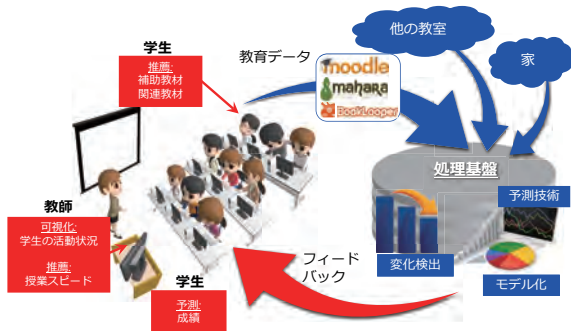 学生
推薦:
補助教材
関連教材
教育データ
moodle
mahara
BookLooper
他の教室
家
処理基盤
予測技術
変化検出
モデル化
教師
可視化:
学生の活動状況
推薦:
授業スピード
学生
予測:
成績
フィード
バック